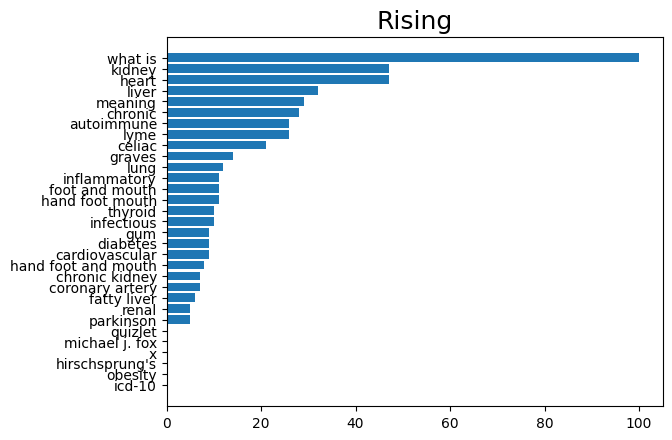 Rising
what is
kidney
heart
liver
meaning
chronic
autoimmune
lyme
celiac
graves
lung
inflammatory
foot and mouth
hand foot mouth
thyroid
infectious
gum
diabetes
cardiovascular
hand foot and mouth
chronic kidney
coronary artery
fatty liver
renal
parkinson
quizlet
michael j. fox
x
hirschsprung's
obesity
icd-10
0 20 40 60 80 100